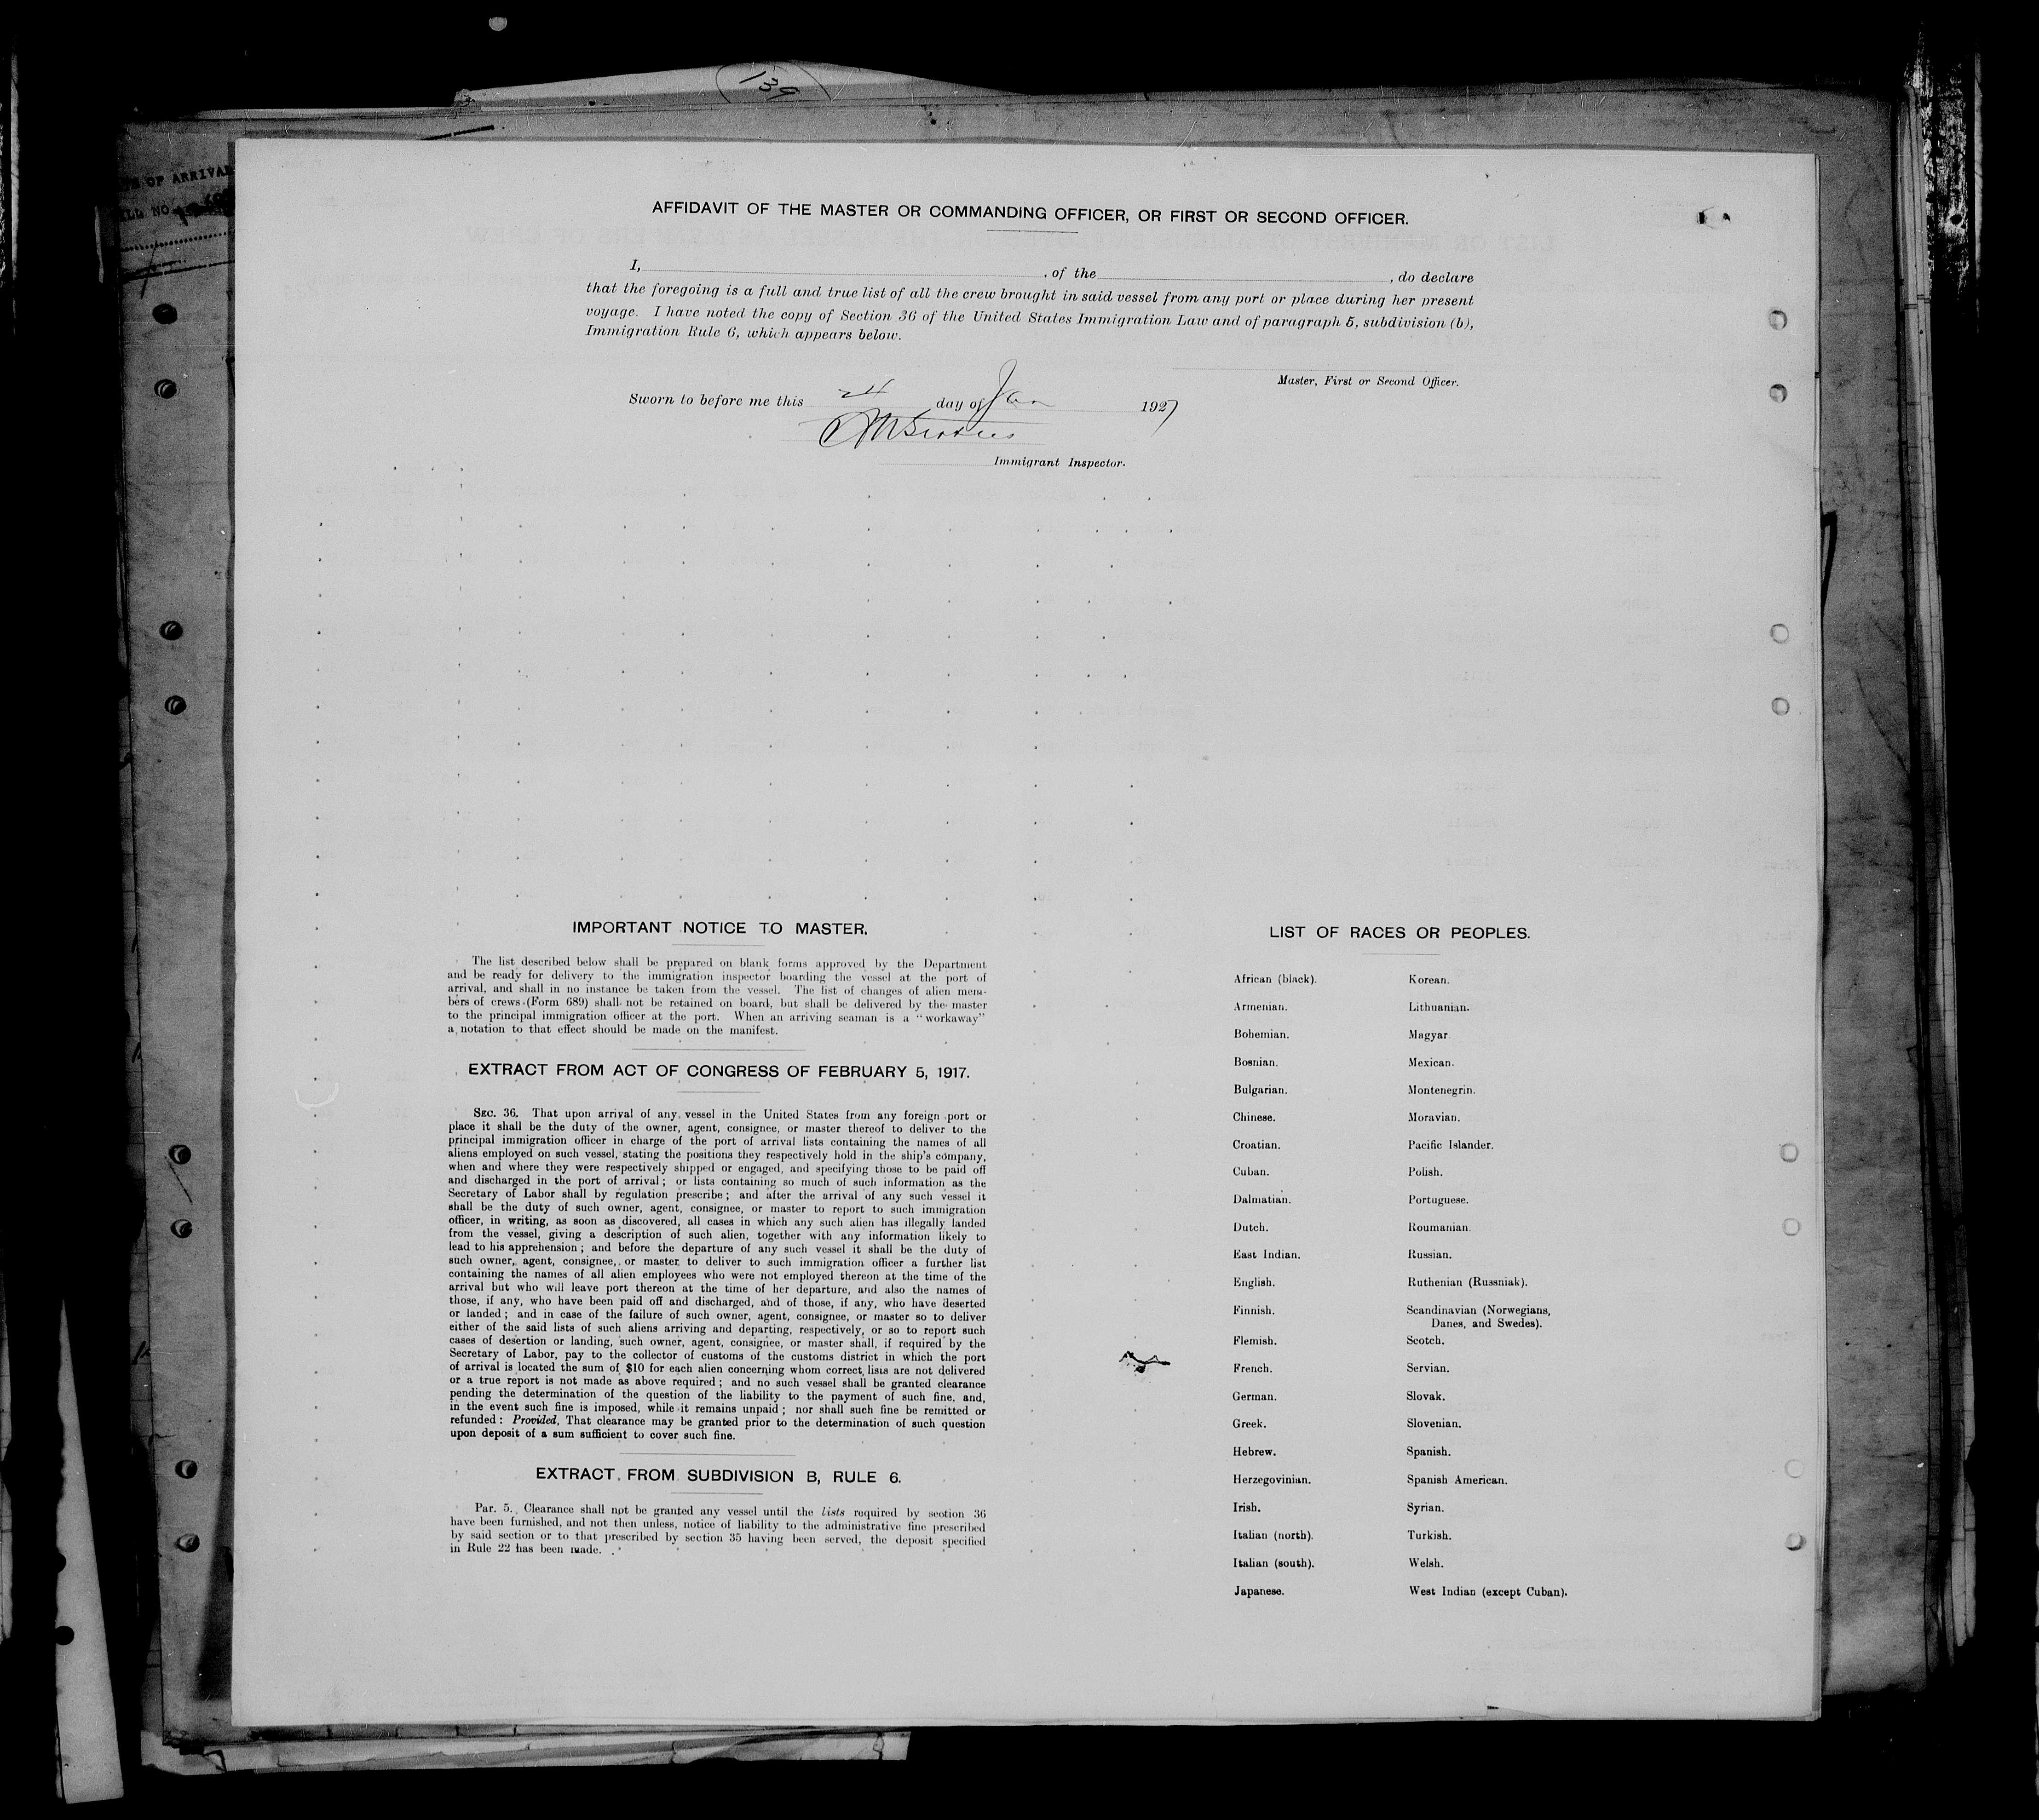 139
OF ARRIVAL
NO
AFFIDAVIT OF THE MASTER OR COMMANDING OFFICER, OR FIRST OR SECOND OFFICER.
I, , of the , do declare
that the foregoing is a full and true list of all the crew brought in said vessel from any port or place during her present
voyage. I have noted the copy of Section 36 of the United States Immigration Law and of paragraph 5, subdivision (b),
Immigration Rule 6, which appears below.
Master, First or Second Officer.
Sworn to before me this 24 day of Jan 1927
Immigrant Inspector.
IMPORTANT NOTICE TO MASTER.
The list described below shall be prepared on blank forms approved by the Department
and be ready for delivery to the immigration inspector boarding the vessel at the port of
arrival, and shall in no instance be taken from the vessel. The list of changes of alien mem-
bers of crews (Form 689) shall not be retained on board, but shall be delivered by the master
to the principal immigration officer at the port. When an arriving seaman is a "workaway"
a notation to that effect should be made on the manifest.
EXTRACT FROM ACT OF CONGRESS OF FEBRUARY 5, 1917.
SEC. 36. That upon arrival of any vessel in the United States from any foreign port or
place it shall be the duty of the owner, agent, consignee, or master thereof to deliver to the
principal immigration officer in charge of the port of arrival lists containing the names of all
aliens employed on such vessel, stating the positions they respectively hold in the ship's company,
when and where they were respectively shipped or engaged, and specifying those to be paid off
and discharged in the port of arrival; or lists containing so much of such information as the
Secretary of Labor shall by regulation prescribe; and after the arrival of any such vessel it
shall be the duty of such owner, agent, consignee, or master to report to such immigration
officer, in writing, as soon as discovered, all cases in which any such alien has illegally landed
from the vessel, giving a description of such alien, together with any information likely to
lead to his apprehension; and before the departure of any such vessel it shall be the duty of
such owner, agent, consignee, or master to deliver to such immigration officer a further list
containing the names of all alien employees who were not employed thereon at the time of the
arrival but who will leave port thereon at the time of her departure, and also the names of
those, if any, who have been paid off and discharged, and of those, if any, who have deserted
or landed; and in case of the failure of such owner, agent, consignee, or master so to deliver
either of the said lists of such aliens arriving and departing, respectively, or so to report such
cases of desertion or landing, such owner, agent, consignee, or master shall, if required by the
Secretary of Labor, pay to the collector of customs of the customs district in which the port
of arrival is located the sum of $10 for each alien concerning whom correct lists are not delivered
or a true report is not made as above required; and no such vessel shall be granted clearance
pending the determination of the question of the liability to the payment of such fine, and,
in the event such fine is imposed, while it remains unpaid; nor shall such fine be remitted or
refunded: Provided, That clearance may be granted prior to the determination of such question
upon deposit of a sum sufficient to cover such fine.
EXTRACT FROM SUBDIVISION B, RULE 6.
Par. 5. Clearance shall not be granted any vessel until the lists required by section 36
have been furnished, and not then unless, notice of liability to the administrative fine prescribed
by said section or to that prescribed by section 35 having been served, the deposit specified
in Rule 22 has been made.
LIST OF RACES OR PEOPLES.
African (black). Korean.
Armenian. Lithuanian.
Bohemian. Magyar
Bosnian. Mexican.
Bulgarian. Montenegrin.
Chinese. Moravian.
Croatian. Pacific Islander.
Cuban. Polish.
Dalmatian. Portuguese.
Dutch. Roumanian.
East Indian. Russian.
English. Ruthenian (Russniak).
Finnish. Scandinavian (Norwegians,
Danes, and Swedes).
Flemish. Scotch.
French. Servian.
German. Slovak.
Greek. Slovenian.
Hebrew. Spanish.
Herzegovinian. Spanish American.
Irish. Syrian.
Italian (north). Turkish.
Italian (south). Welsh.
Japanese. West Indian (except Cuban).